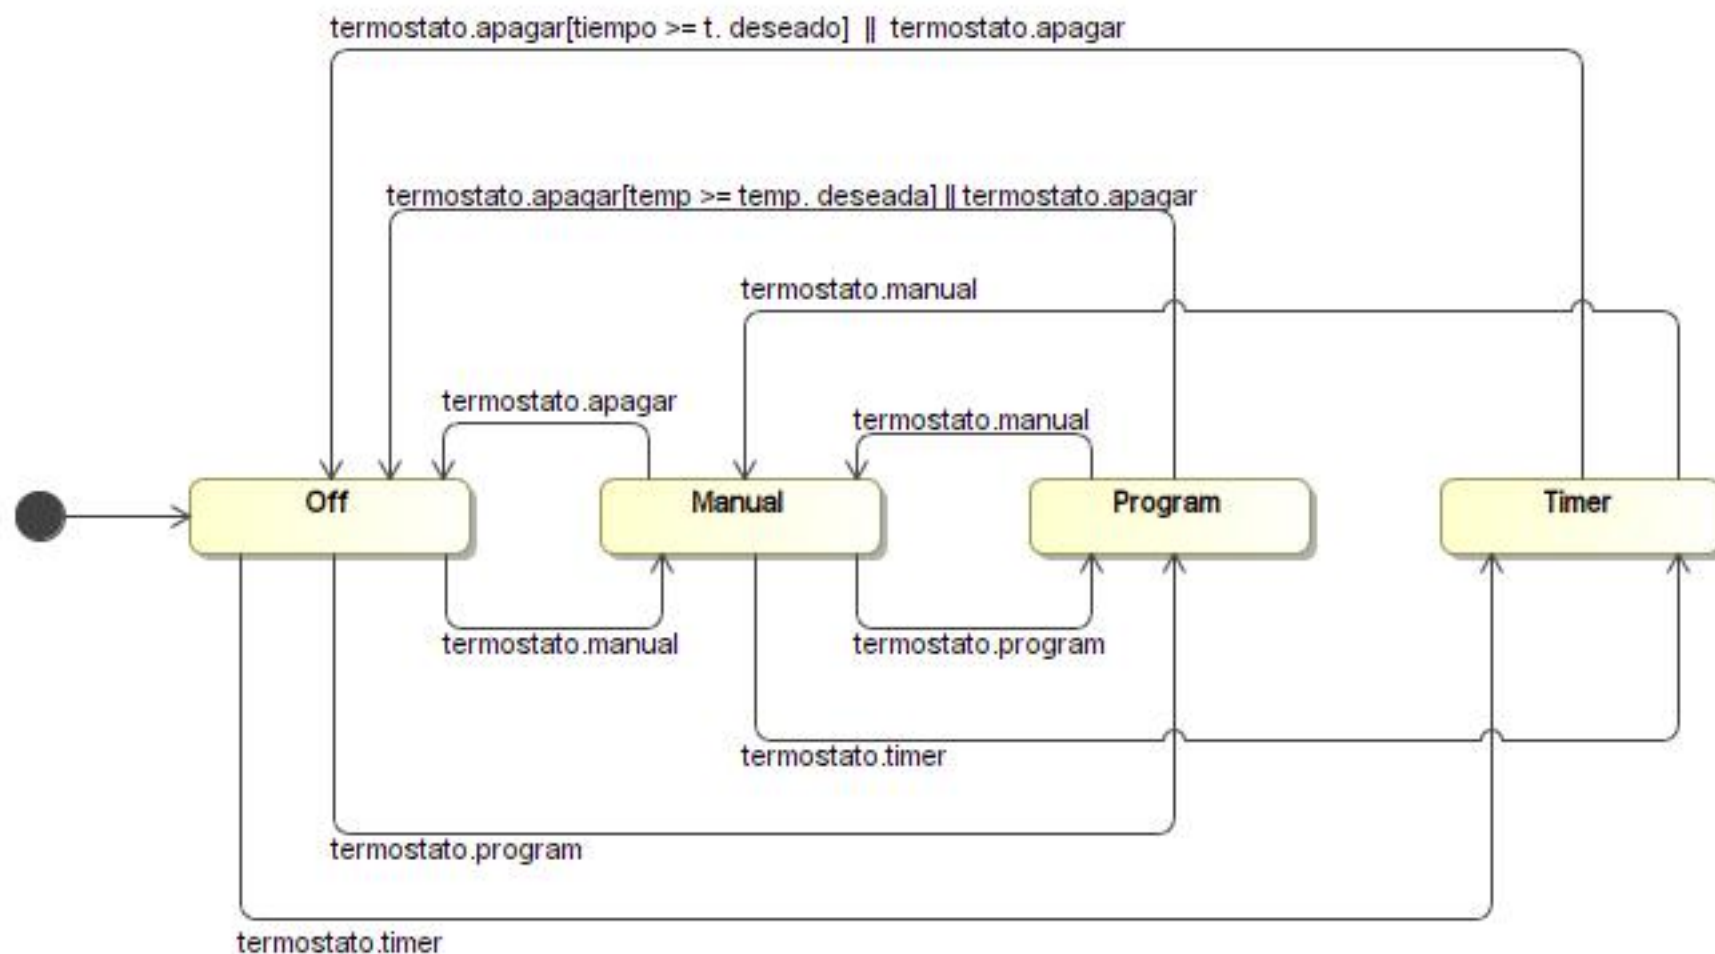 termostato.apagar[tiempo >= t. deseado] || termostato.apagar
termostato.apagar[temp >= temp. deseada] || termostato.apagar
termostato.manual
termostato.apagar
termostato.manual
Off
Manual
Program
Timer
termostato.manual
termostato.program
termostato.timer
termostato.program
termostato.timer